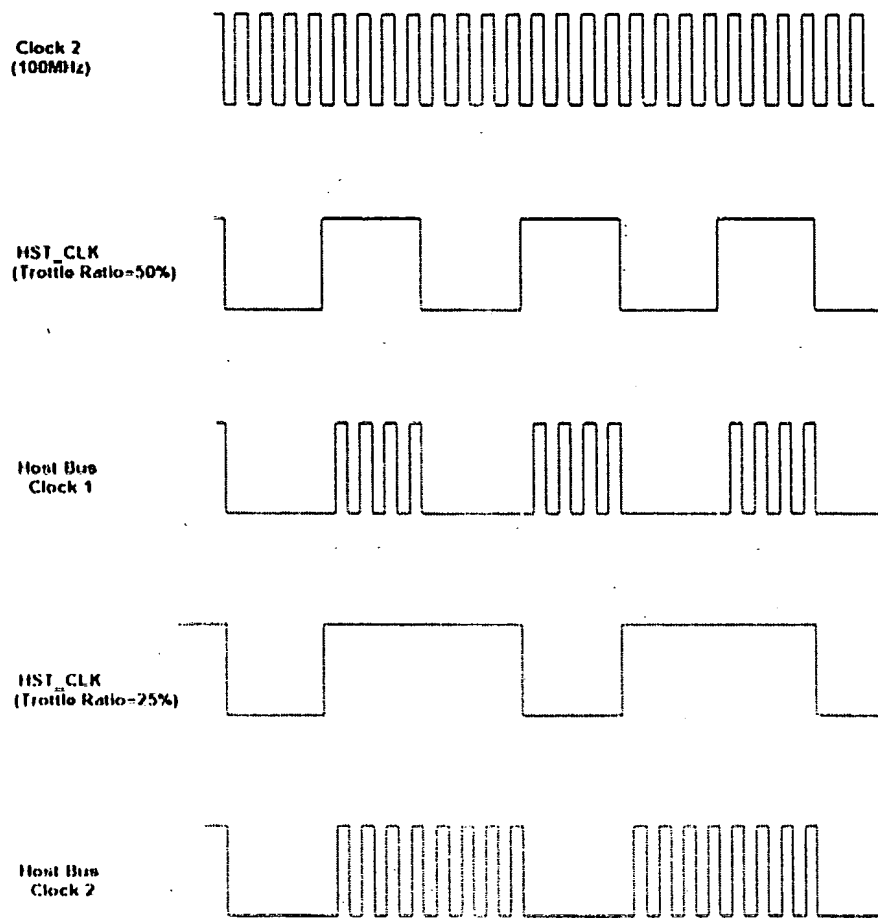 Clock 2
(100MHz)
HST_CLK
(Trottle Ratio=50%)
Host Bus
Clock 1
HST_CLK
(Trottle Ratio=25%)
Host Bus
Clock 2